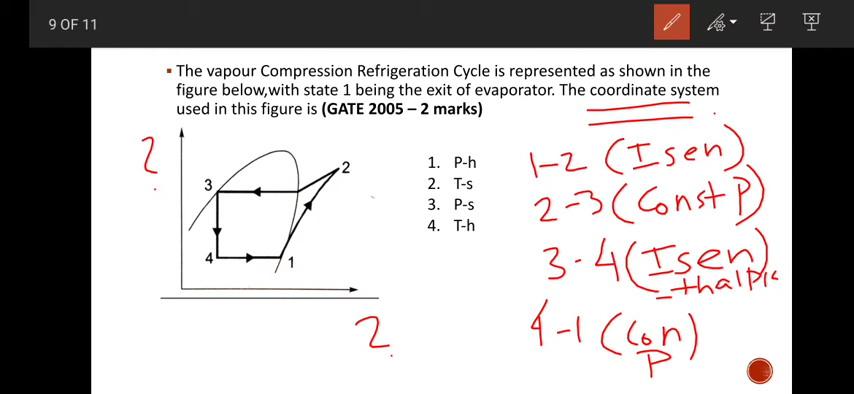 9 OF 11
▪ The vapour Compression Refrigeration Cycle is represented as shown in the
figure below,with state 1 being the exit of evaporator. The coordinate system
used in this figure is (GATE 2005 – 2 marks)
?
3
2
4
1
?
1. P-h
2. T-s
3. P-s
4. T-h
1-2 (Isen)
2-3 (Const P)
3-4 (Isen
-thalpic)
4-1 (Con
P)